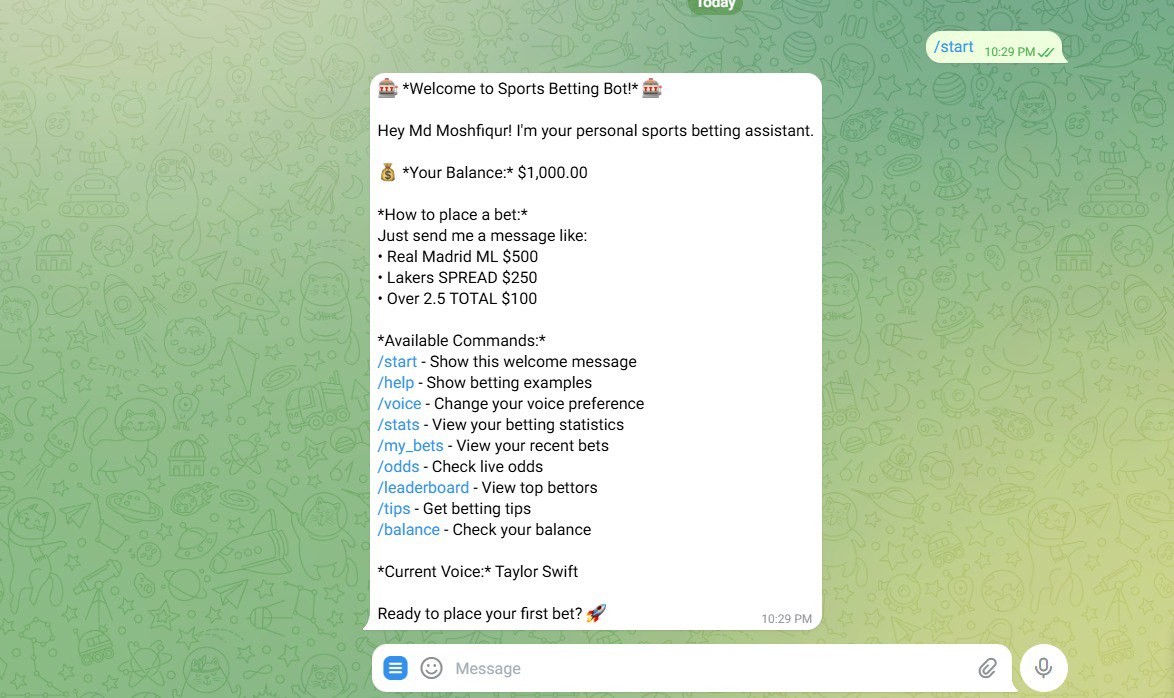 Today
/start 10:29 PM
🎰 *Welcome to Sports Betting Bot!* 🎰
Hey Md Moshfiqur! I'm your personal sports betting assistant.
💰 *Your Balance:* $1,000.00
*How to place a bet:*
Just send me a message like:
• Real Madrid ML $500
• Lakers SPREAD $250
• Over 2.5 TOTAL $100
*Available Commands:*
/start - Show this welcome message
/help - Show betting examples
/voice - Change your voice preference
/stats - View your betting statistics
/my_bets - View your recent bets
/odds - Check live odds
/leaderboard - View top bettors
/tips - Get betting tips
/balance - Check your balance
*Current Voice:* Taylor Swift
Ready to place your first bet? 🚀
10:29 PM
Message